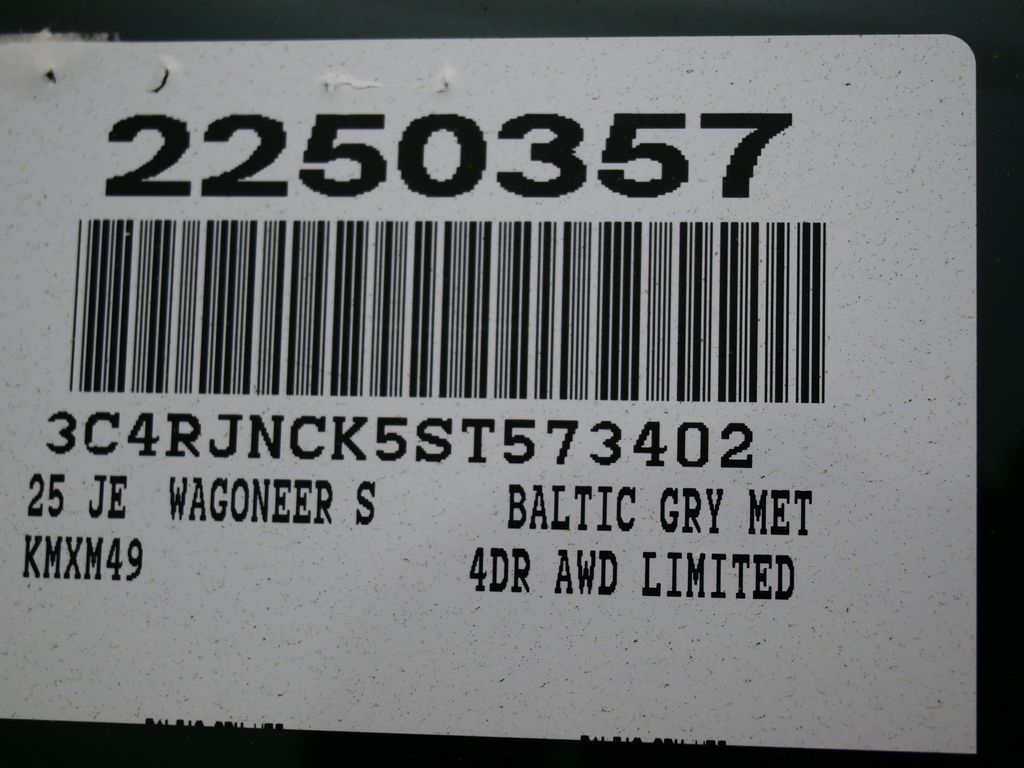 2250357
3C4RJNCK5ST573402
25 JE WAGONEER S BALTIC GRY MET
KMXM49 4DR AWD LIMITED